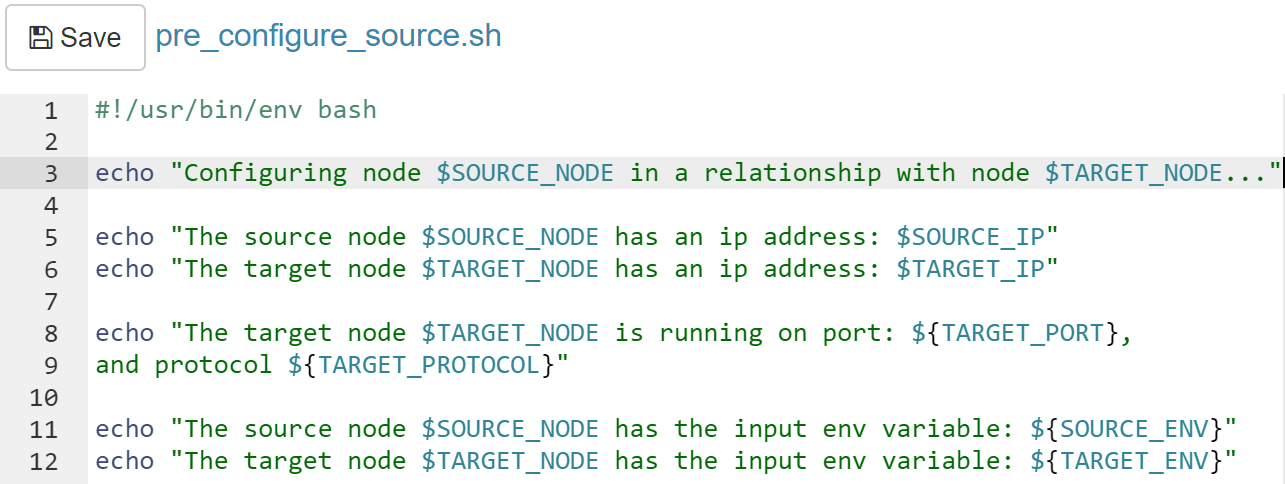 Save pre_configure_source.sh
1 #!/usr/bin/env bash
2
3 echo "Configuring node $SOURCE_NODE in a relationship with node $TARGET_NODE..."
4
5 echo "The source node $SOURCE_NODE has an ip address: $SOURCE_IP"
6 echo "The target node $TARGET_NODE has an ip address: $TARGET_IP"
7
8 echo "The target node $TARGET_NODE is running on port: ${TARGET_PORT},
9 and protocol ${TARGET_PROTOCOL}"
10
11 echo "The source node $SOURCE_NODE has the input env variable: ${SOURCE_ENV}"
12 echo "The target node $TARGET_NODE has the input env variable: ${TARGET_ENV}"